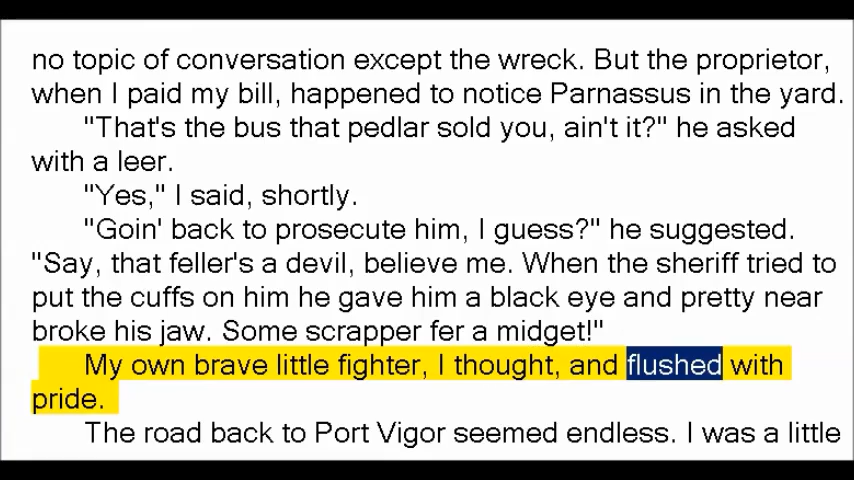 no topic of conversation except the wreck. But the proprietor,
when I paid my bill, happened to notice Parnassus in the yard.
"That's the bus that pedlar sold you, ain't it?" he asked
with a leer.
"Yes," I said, shortly.
"Goin' back to prosecute him, I guess?" he suggested.
"Say, that feller's a devil, believe me. When the sheriff tried to
put the cuffs on him he gave him a black eye and pretty near
broke his jaw. Some scrapper fer a midget!"
My own brave little fighter, I thought, and flushed with
pride.
The road back to Port Vigor seemed endless. I was a little